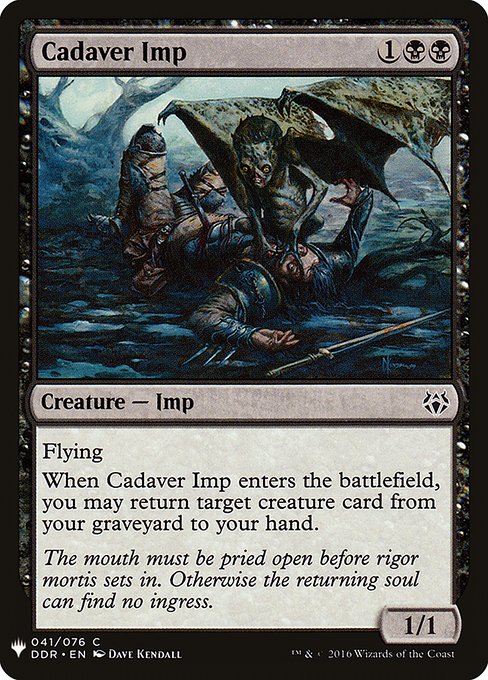 Cadaver Imp 1
Creature — Imp
Flying
When Cadaver Imp enters the battlefield,
you may return target creature card from
your graveyard to your hand.
The mouth must be pried open before rigor
mortis sets in. Otherwise the returning soul
can find no ingress.
1/1
041/076 C
DDR • EN Dave Kendall
™ & © 2016 Wizards of the Coast